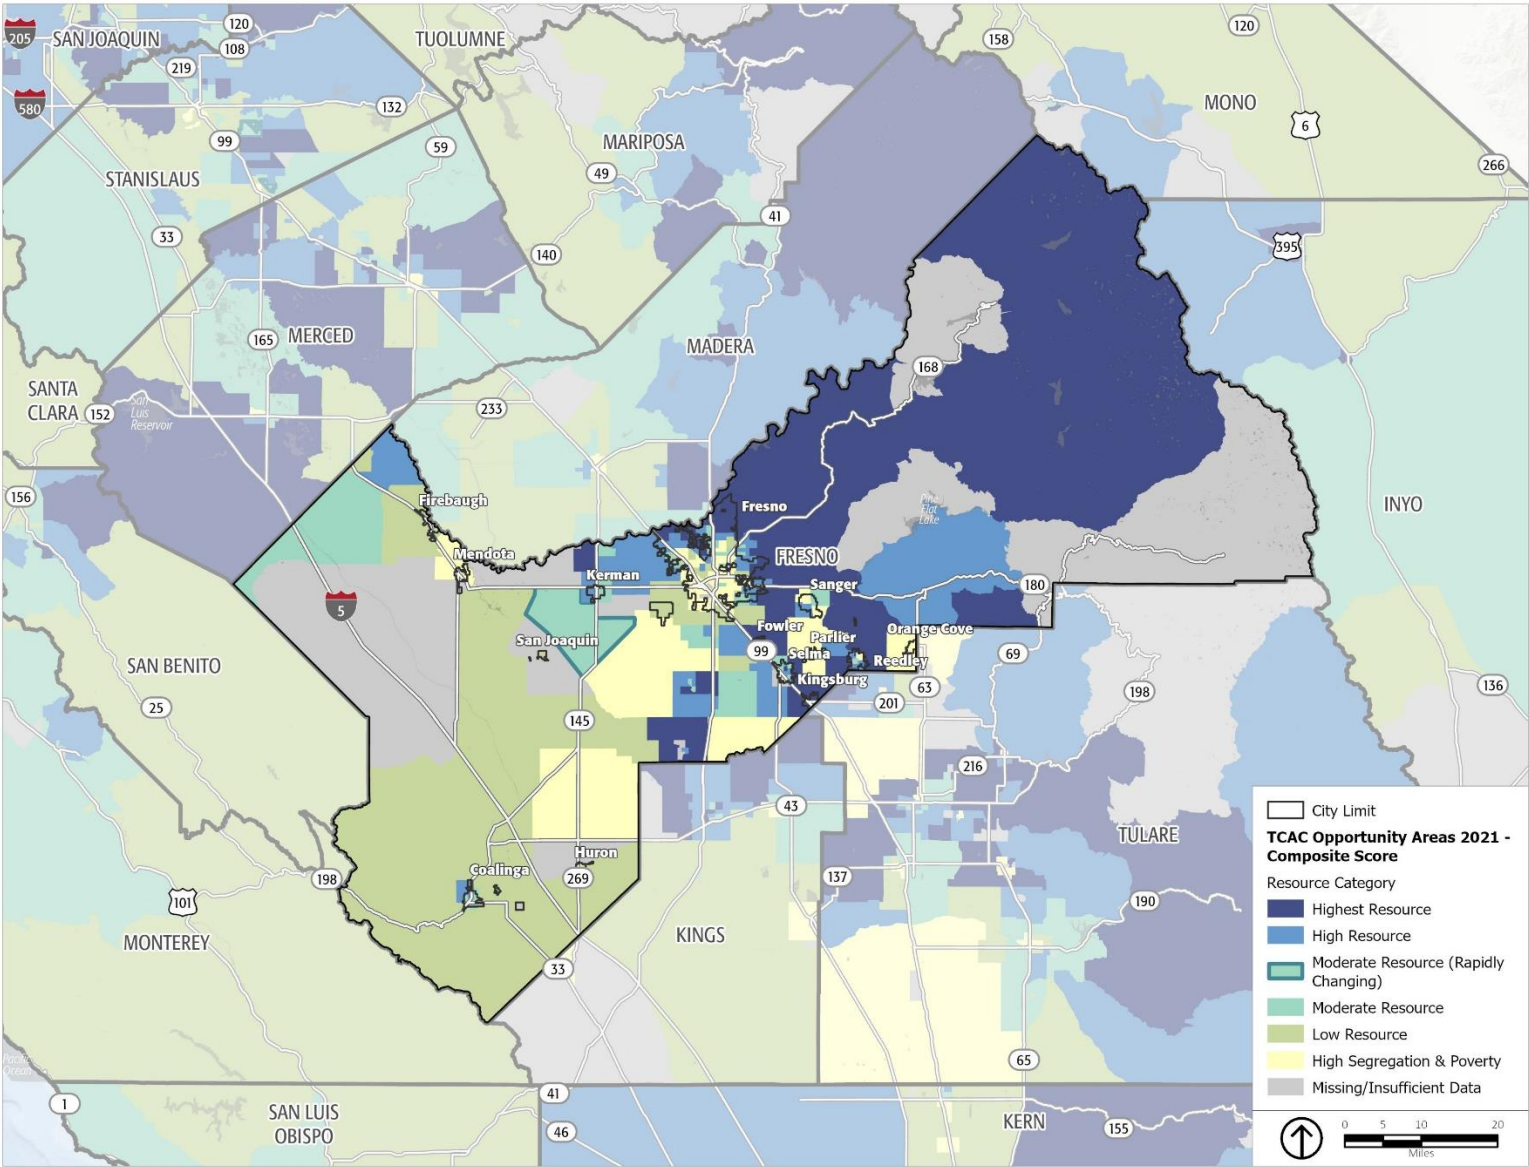 205
SAN JOAQUIN
120
108
219
TUOLUMNE
158
120
MONO
580
132
6
99
59
MARIPOSA
266
STANISLAUS
49
33
140
41
395
165
MERCED
MADERA
SANTA
CLARA
152
San
Luis
Reservoir
233
168
156
Firebaugh
Fresno
Pine
Flat
Lake
INYO
Mendota
FRESNO
Kerman
Sanger
180
5
Fowler
Orange Cove
San Joaquin
Parlier
99
Selma
Reedley
69
SAN BENITO
Kingsburg
63
198
136
25
145
201
216
43
TULARE
Huron
Coalinga
198
269
137
101
190
MONTEREY
KINGS
33
65
Pacific
Ocean
1
41
SAN LUIS
OBISPO
46
KERN
155
City Limit
TCAC Opportunity Areas 2021 -
Composite Score
Resource Category
Highest Resource
High Resource
Moderate Resource (Rapidly
Changing)
Moderate Resource
Low Resource
High Segregation & Poverty
Missing/Insufficient Data
0 5 10 20
Miles